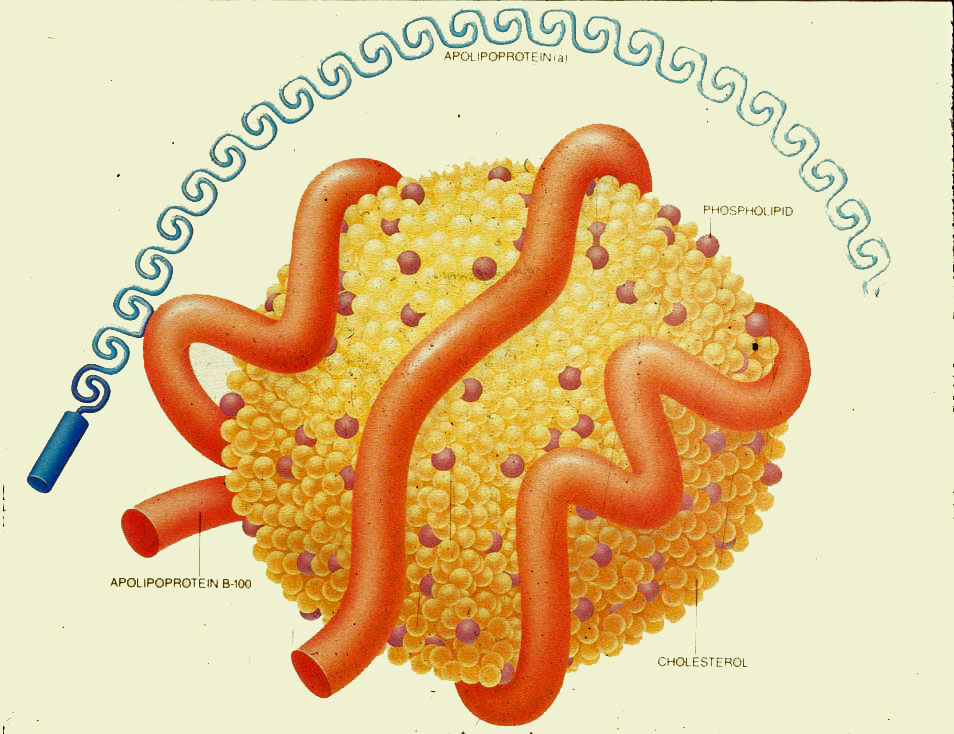 APOLIPOPROTEIN (a)
PHOSPHOLIPID
APOLIPOPROTEIN B-100
CHOLESTEROL